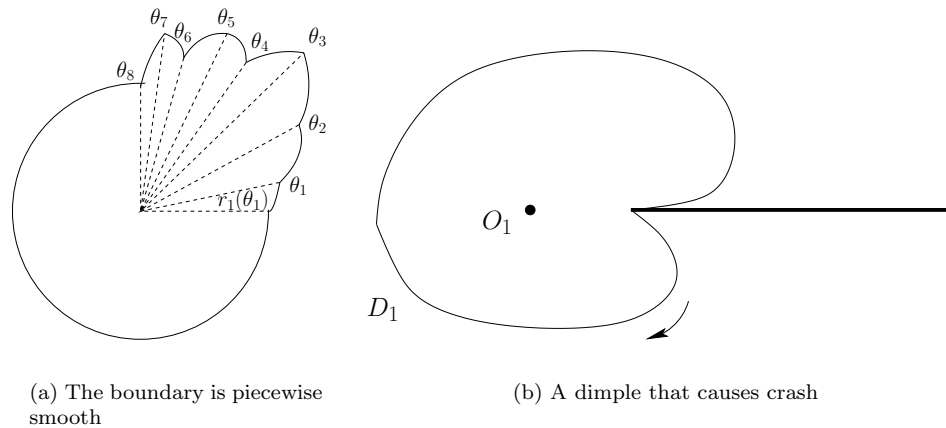 θ₇
θ₅
θ₆
θ₄
θ₃
θ₈
θ₂
θ₁
r₁(θ₁)
O₁
D₁
(a) The boundary is piecewise
smooth
(b) A dimple that causes crash